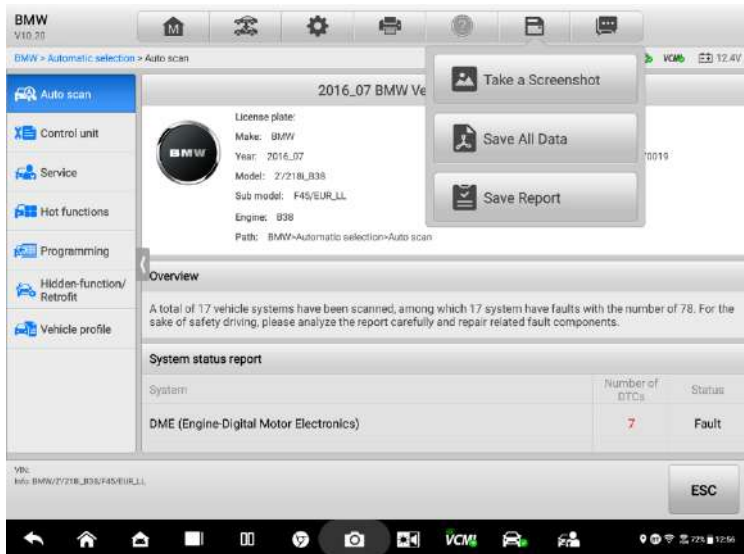 BMW
V10.20
M
VCMI
12.4V
BMW > Automatic selection > Auto scan
Take a Screenshot
Save All Data
Save Report
Auto scan
Control unit
Service
Hot functions
Programming
Hidden-function/
Retrofit
Vehicle profile
2016_07 BMW Ve
License plate:
BMW
Make: BMW
Year: 2016_07
0019
Model: 2'/218i_B38
Sub model: F45/EUR_LL
Engine: B38
Path: BMW>Automatic selection>Auto scan
Overview
A total of 17 vehicle systems have been scanned, among which 17 system have faults with the number of 78. For the
sake of safety driving, please analyze the report carefully and repair related fault components.
System status report
System
Number of
DTCs
Status
DME (Engine-Digital Motor Electronics)
7
Fault
VIN:
Info: BMW/2'/218i_B38/F45/EUR_LL
ESC
VCMI
72%
12:56